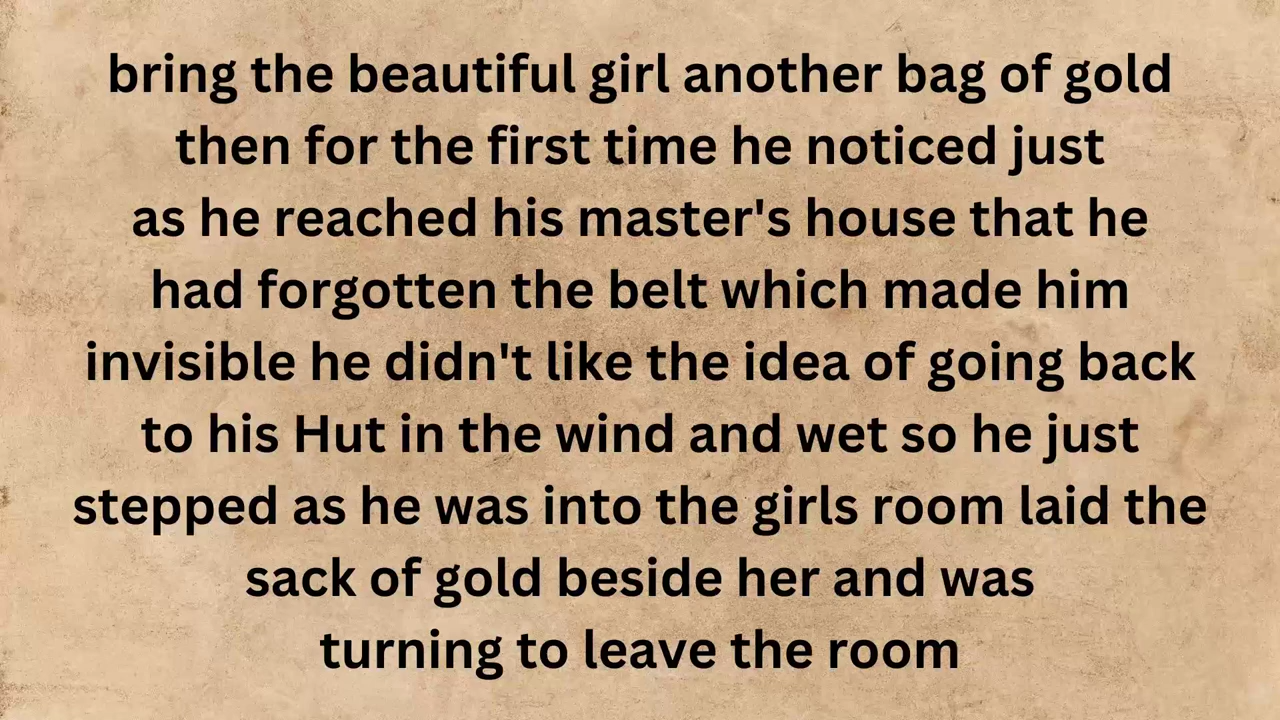 bring the beautiful girl another bag of gold
then for the first time he noticed just
as he reached his master's house that he
had forgotten the belt which made him
invisible he didn't like the idea of going back
to his Hut in the wind and wet so he just
stepped as he was into the girls room laid the
sack of gold beside her and was
turning to leave the room